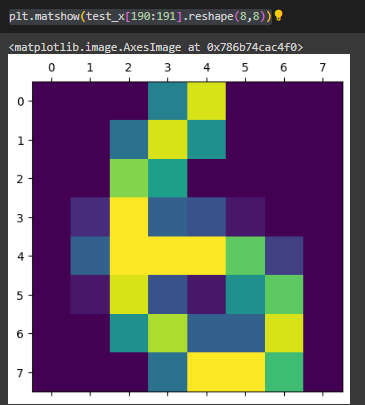 plt.matshow(test_x[190:191].reshape(8,8))
<matplotlib.image.AxesImage at 0x786b74cac4f0>
0 1 2 3 4 5 6 7
0
1
2
3
4
5
6
7